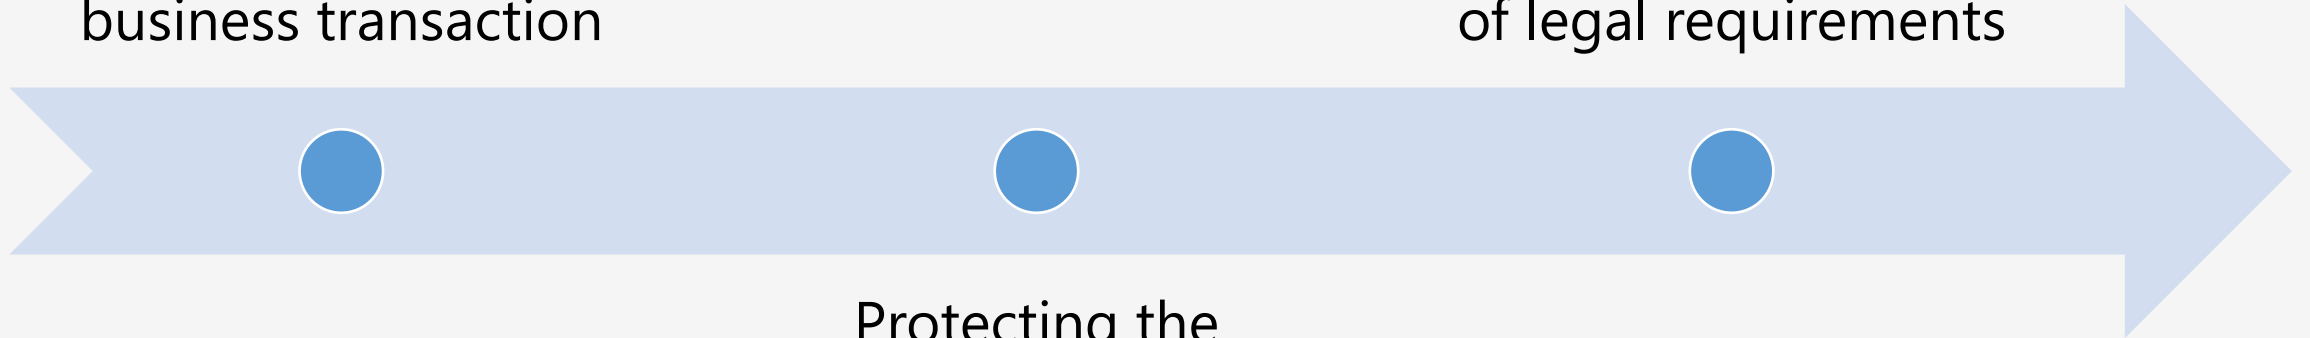 business transaction
of legal requirements
Protecting the